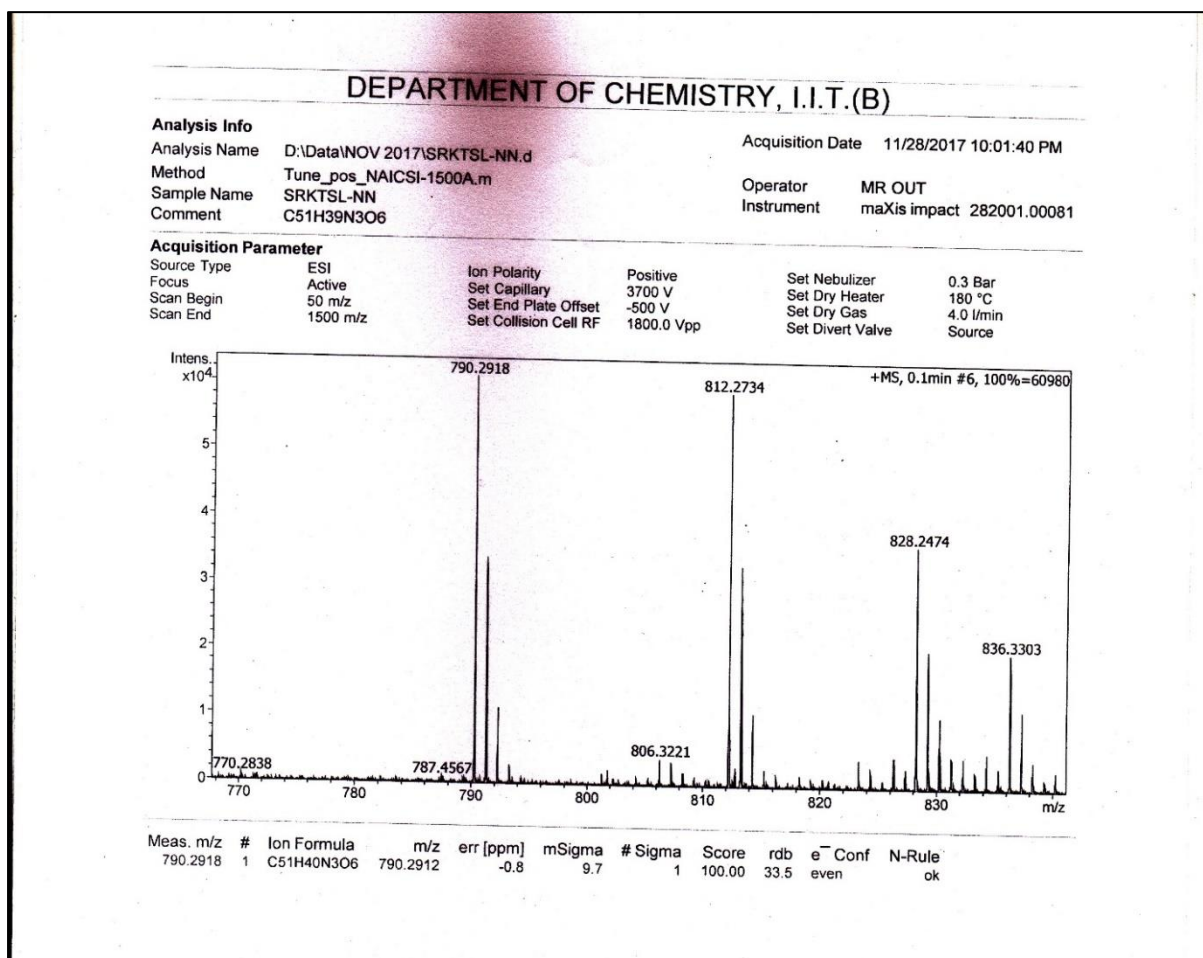 DEPARTMENT OF CHEMISTRY, I.I.T.(B)
Analysis Info
Analysis Name D:\Data\NOV 2017\SRKTSL-NN.d
Acquisition Date 11/28/2017 10:01:40 PM
Method Tune_pos_NAICSI-1500A.m
Operator MR OUT
Sample Name SRKTSL-NN
Instrument maXis impact 282001.00081
Comment C51H39N3O6
Acquisition Parameter
Source Type ESI Ion Polarity Positive Set Nebulizer 0.3 Bar
Focus Active Set Capillary 3700 V Set Dry Heater 180 °C
Scan Begin 50 m/z Set End Plate Offset -500 V Set Dry Gas 4.0 l/min
Scan End 1500 m/z Set Collision Cell RF 1800.0 Vpp Set Divert Valve Source
Intens.
x10⁴
+MS, 0.1min #6, 100%=60980
790.2918
812.2734
5
4
828.2474
3
2
836.3303
1
806.3221
770.2838
787.4567
0
770 780 790 800 810 820 830 m/z
Meas. m/z # Ion Formula m/z err [ppm] mSigma # Sigma Score rdb e⁻ Conf N-Rule
790.2918 1 C51H40N3O6 790.2912 -0.8 9.7 1 100.00 33.5 even ok